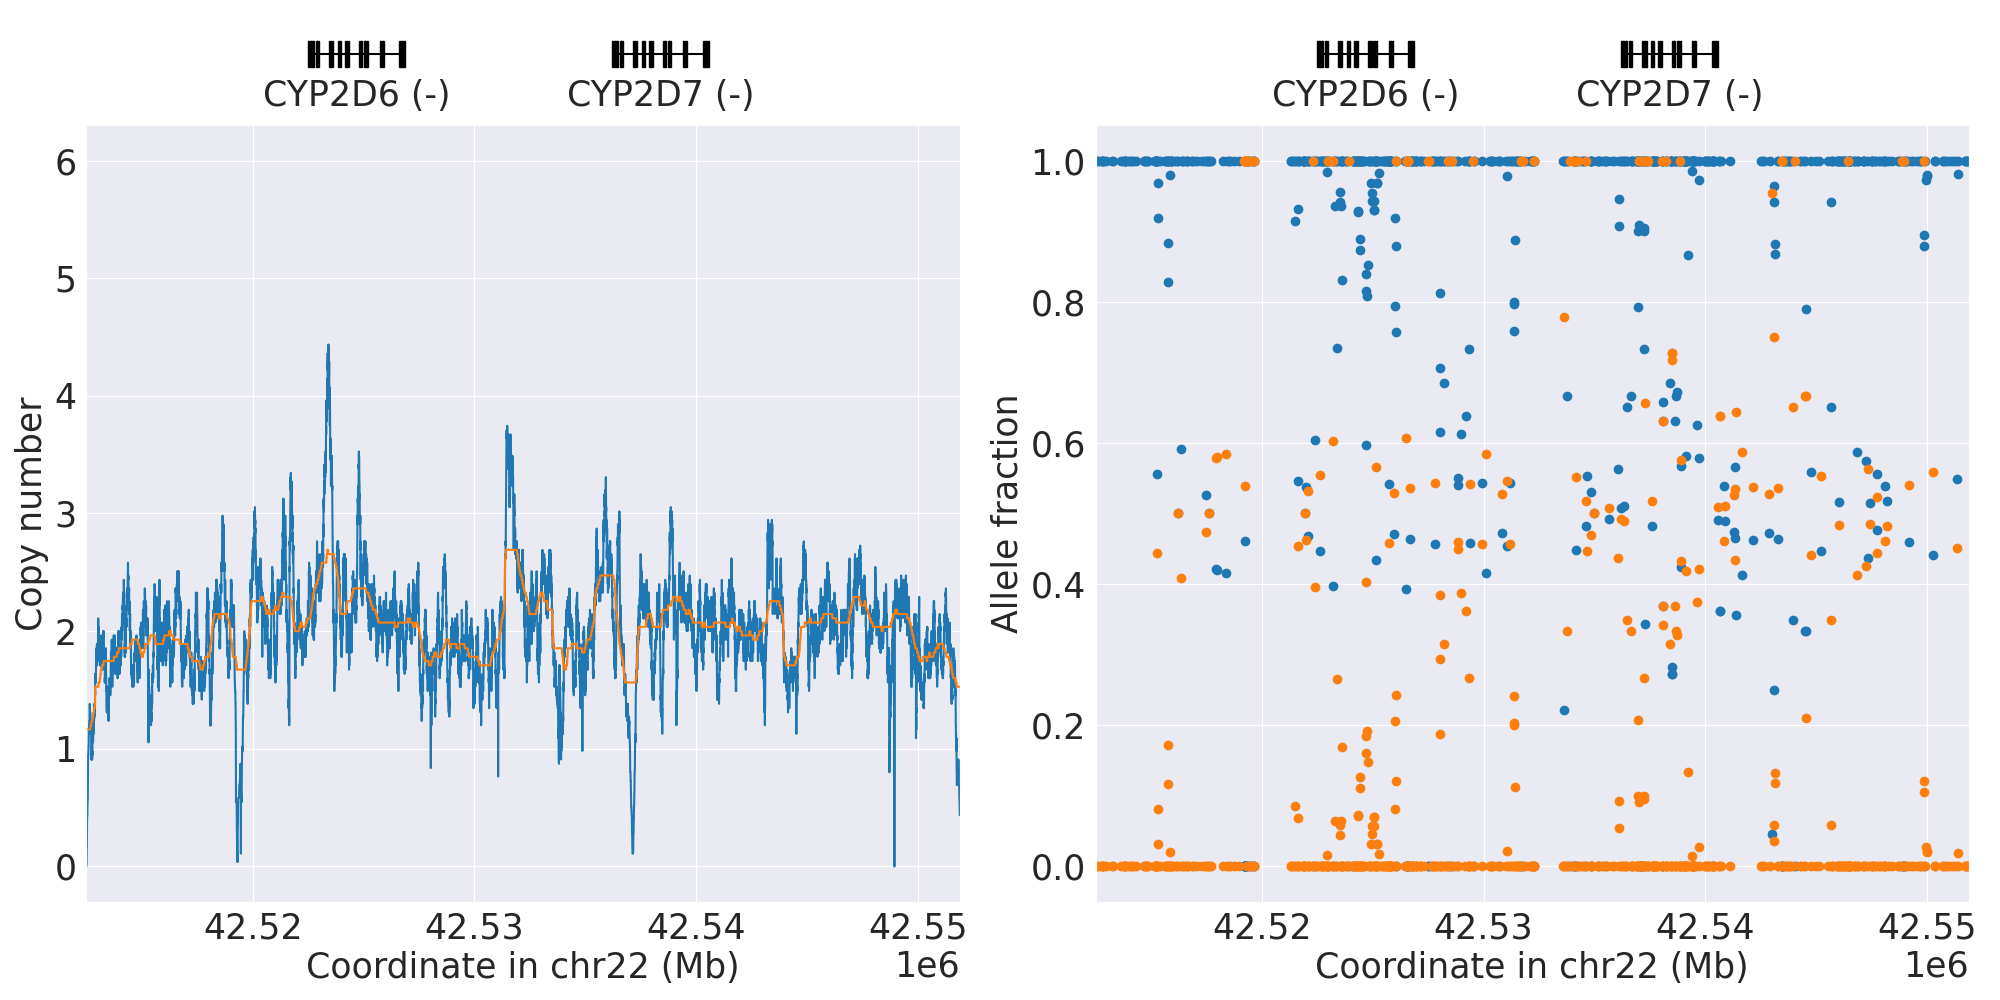 CYP2D6 (-) CYP2D7 (-)
6
5
4
3
2
1
0
Copy number
42.52 42.53 42.54 42.55
Coordinate in chr22 (Mb) 1e6
CYP2D6 (-) CYP2D7 (-)
1.0
0.8
0.6
0.4
0.2
0.0
Allele fraction
42.52 42.53 42.54 42.55
Coordinate in chr22 (Mb) 1e6